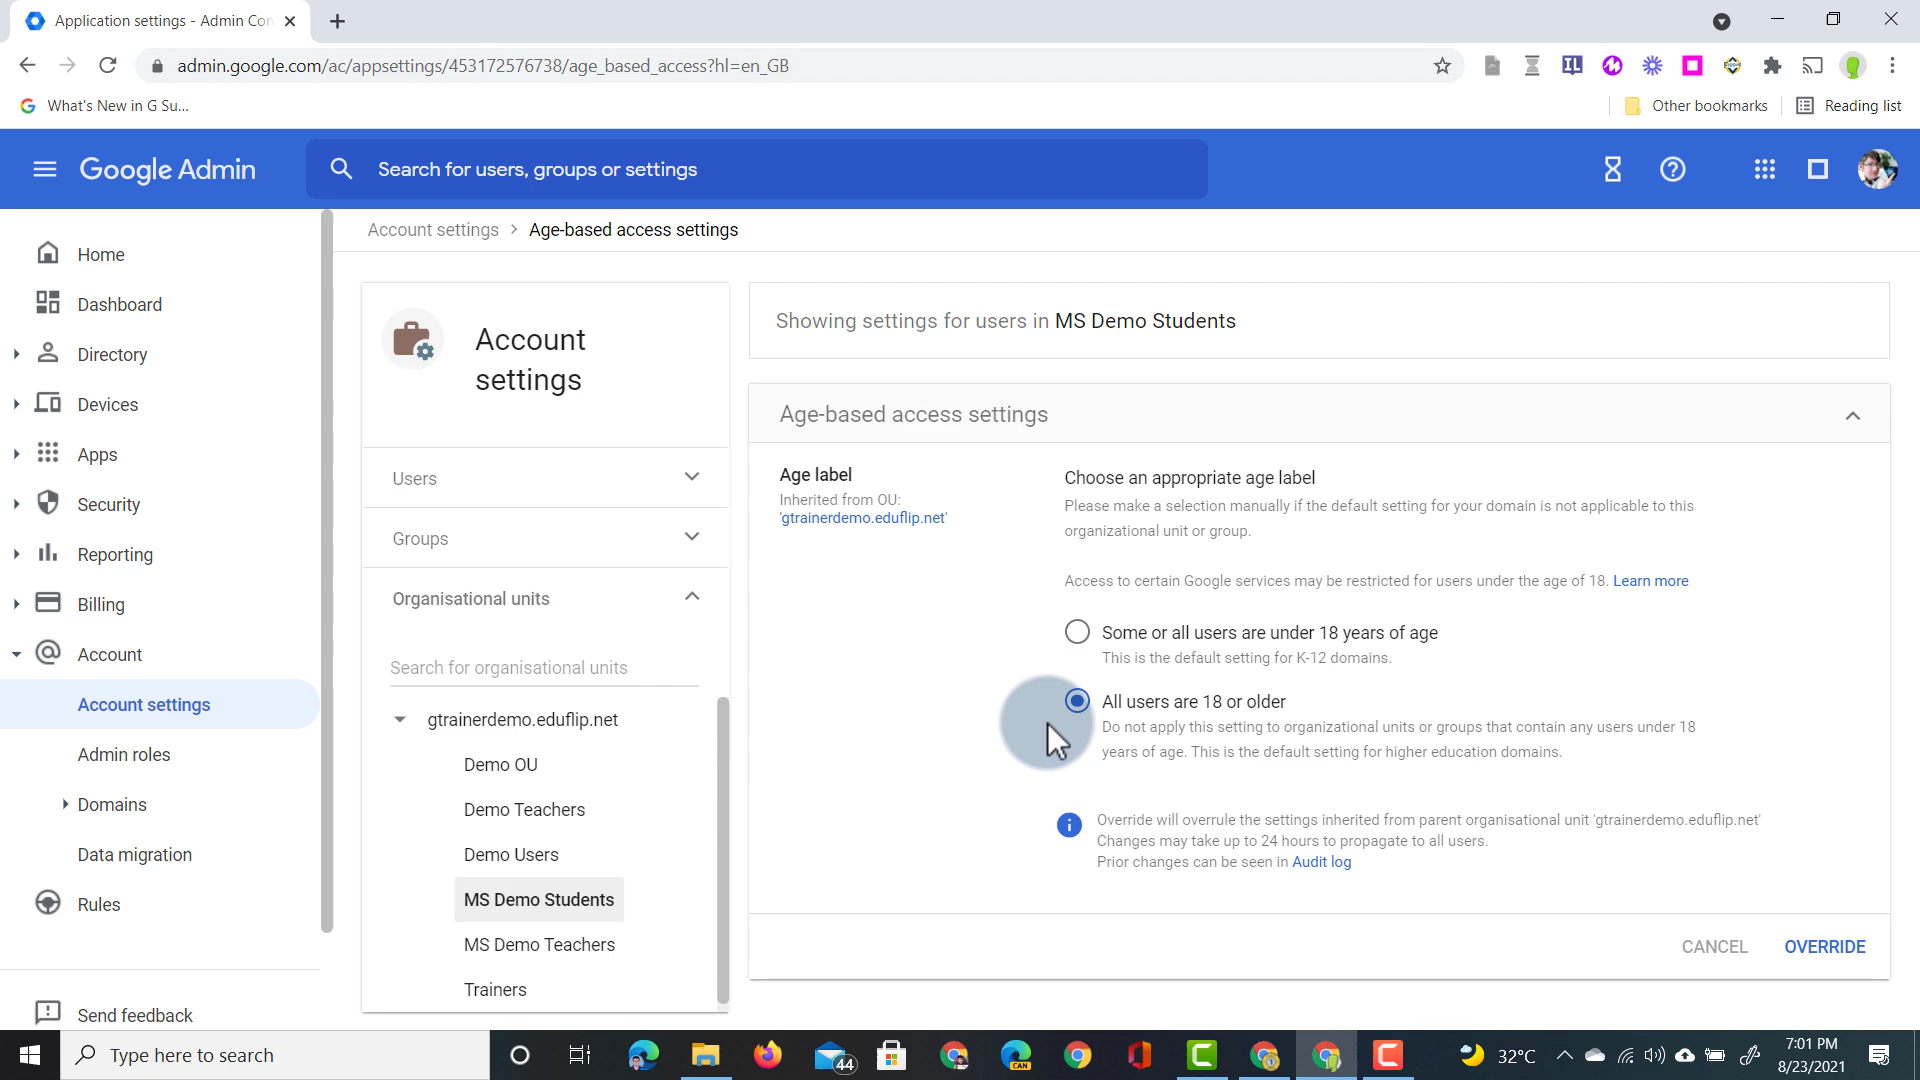 Application settings - Admin Con
admin.google.com/ac/appsettings/453172576738/age_based_access?hl=en_GB
IL
What's New in G Su...
Other bookmarks
Reading list
Google Admin
Search for users, groups or settings
Home
Dashboard
Directory
Devices
Apps
Security
Reporting
Billing
Account
Account settings
Admin roles
Domains
Data migration
Rules
Send feedback
Account settings > Age-based access settings
Account
settings
Users
Groups
Organisational units
Search for organisational units
gtrainerdemo.eduflip.net
Demo OU
Demo Teachers
Demo Users
MS Demo Students
MS Demo Teachers
Trainers
Showing settings for users in MS Demo Students
Age-based access settings
Age label
Inherited from OU:
'gtrainerdemo.eduflip.net'
Choose an appropriate age label
Please make a selection manually if the default setting for your domain is not applicable to this
organizational unit or group.
Access to certain Google services may be restricted for users under the age of 18. Learn more
Some or all users are under 18 years of age
This is the default setting for K-12 domains.
All users are 18 or older
Do not apply this setting to organizational units or groups that contain any users under 18
years of age. This is the default setting for higher education domains.
Override will overrule the settings inherited from parent organisational unit 'gtrainerdemo.eduflip.net'
Changes may take up to 24 hours to propagate to all users.
Prior changes can be seen in Audit log
CANCEL
OVERRIDE
Type here to search
44
CAN
32°C
7:01 PM
8/23/2021